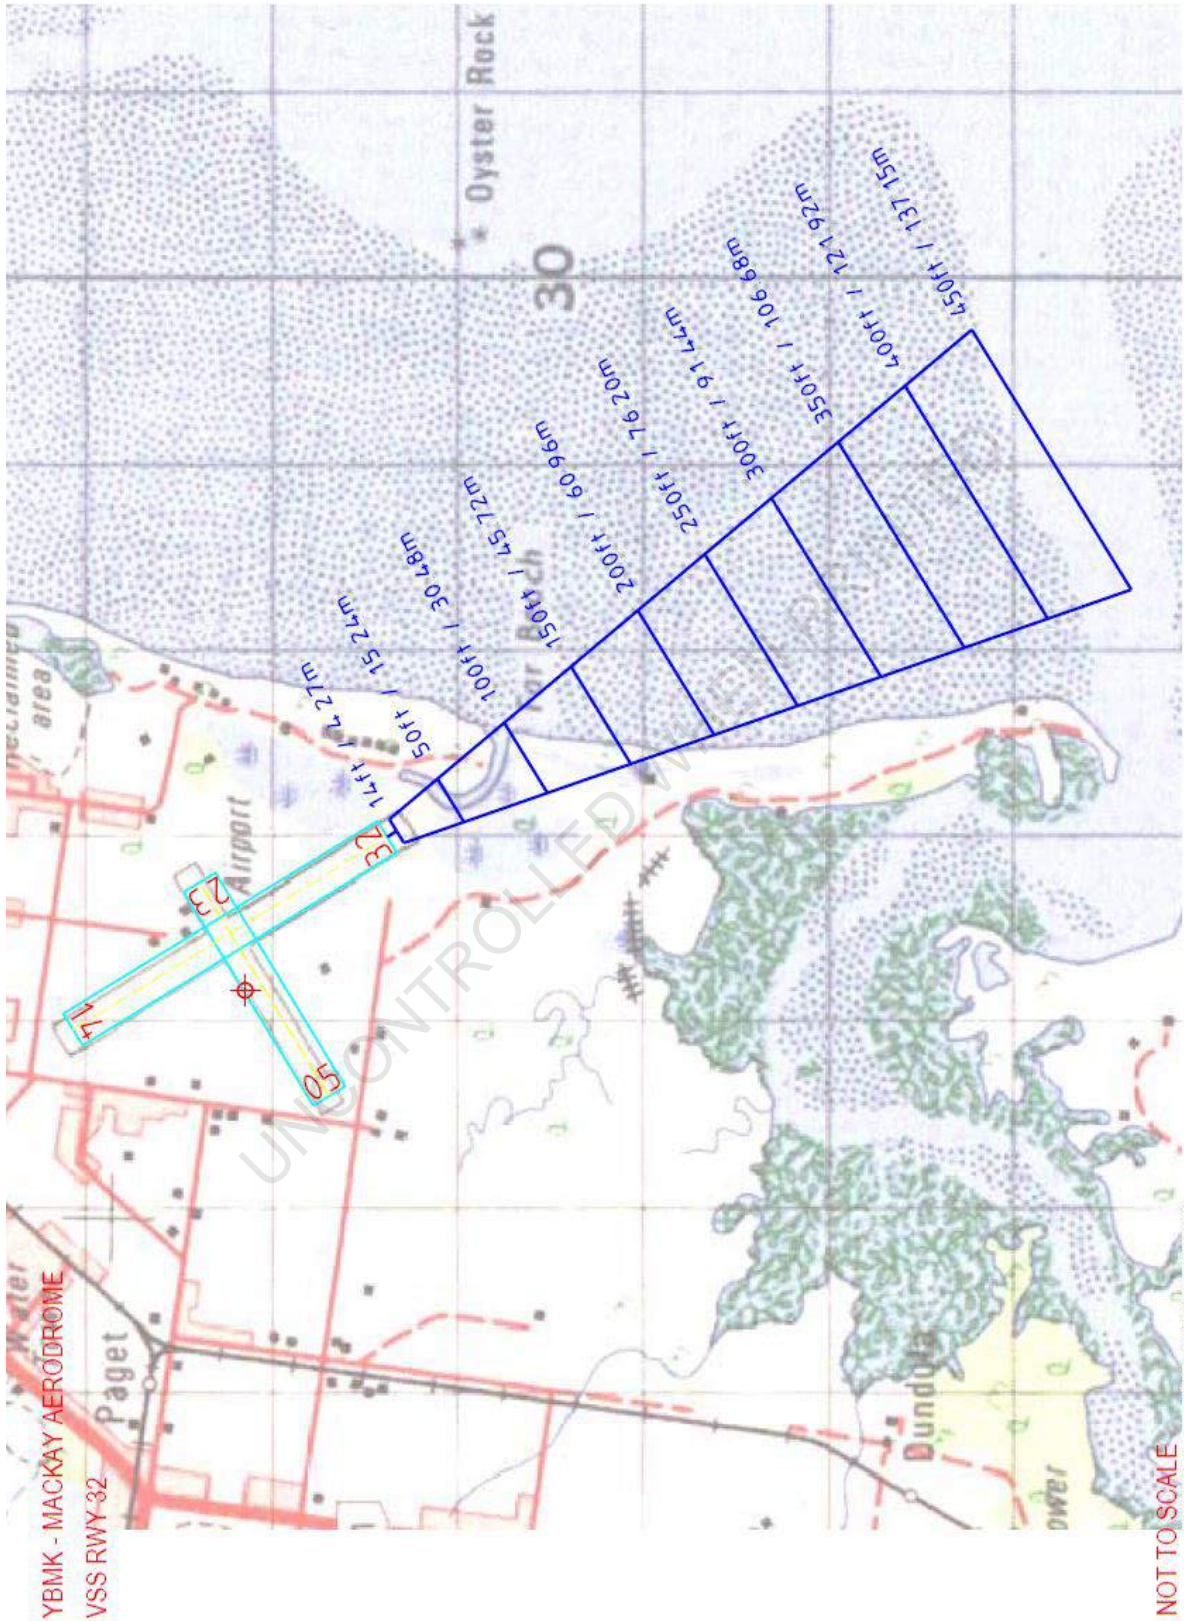 YBMK - MACKAY AERODROME
VSS RWY-32
Water
Paget
area
Airport
14
32
05
23
* Oyster Rock
30
14ft / 4 27m
50ft / 15 24m
100ft / 30 48m
150ft / 45 72m
200ft / 60 96m
250ft / 76 20m
300ft / 91 44m
350ft / 106 68m
400ft / 121 92m
450ft / 137 15m
UNCONTROLLED WHEN
NOT TO SCALE